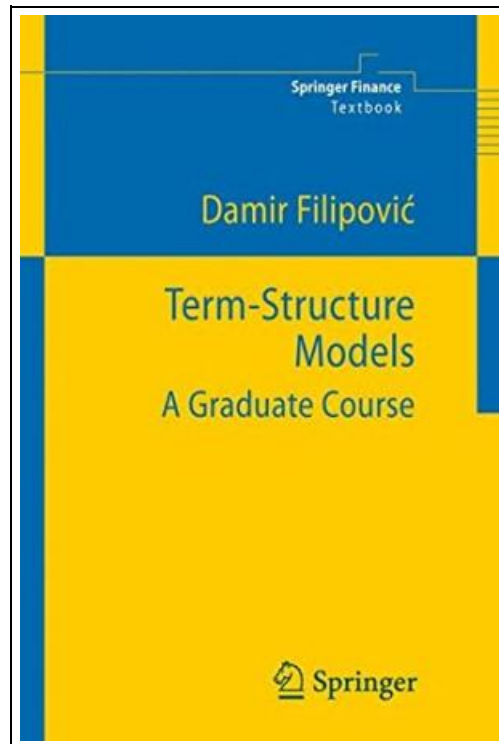 Springer Finance
Textbook
Damir Filipović
Term-Structure
Models
A Graduate Course
Springer